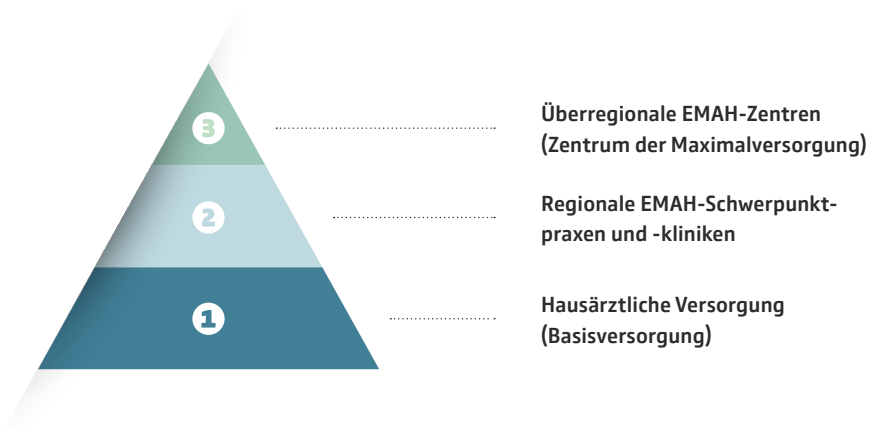 3
Überregionale EMAH-Zentren
(Zentrum der Maximalversorgung)
2
Regionale EMAH-Schwerpunkt-
praxen und -kliniken
1
Hausärztliche Versorgung
(Basisversorgung)